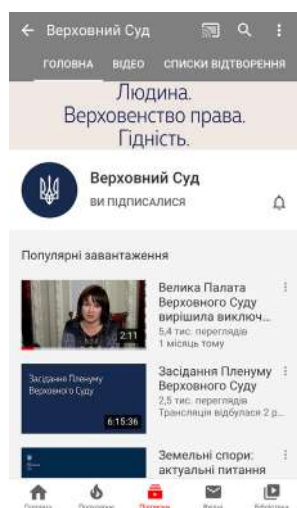 Верховний Суд
ГОЛОВНА ВІДЕО СПИСКИ ВІДТВОРЕННЯ
Людина.
Верховенство права.
Гідність.
Верховний Суд
ВИ ПІДПИСАЛИСЯ
Популярні завантаження
2:11
Велика Палата
Верховного Суду
вирішила виключ...
5,4 тис. переглядів
1 місяць тому
Засідання Пленуму
Верховного Суду
6:15:36
Засідання Пленуму
Верховного Суду
2,5 тис. переглядів
Трансляція відбулася 2 р...
Земельні спори:
актуальні питання